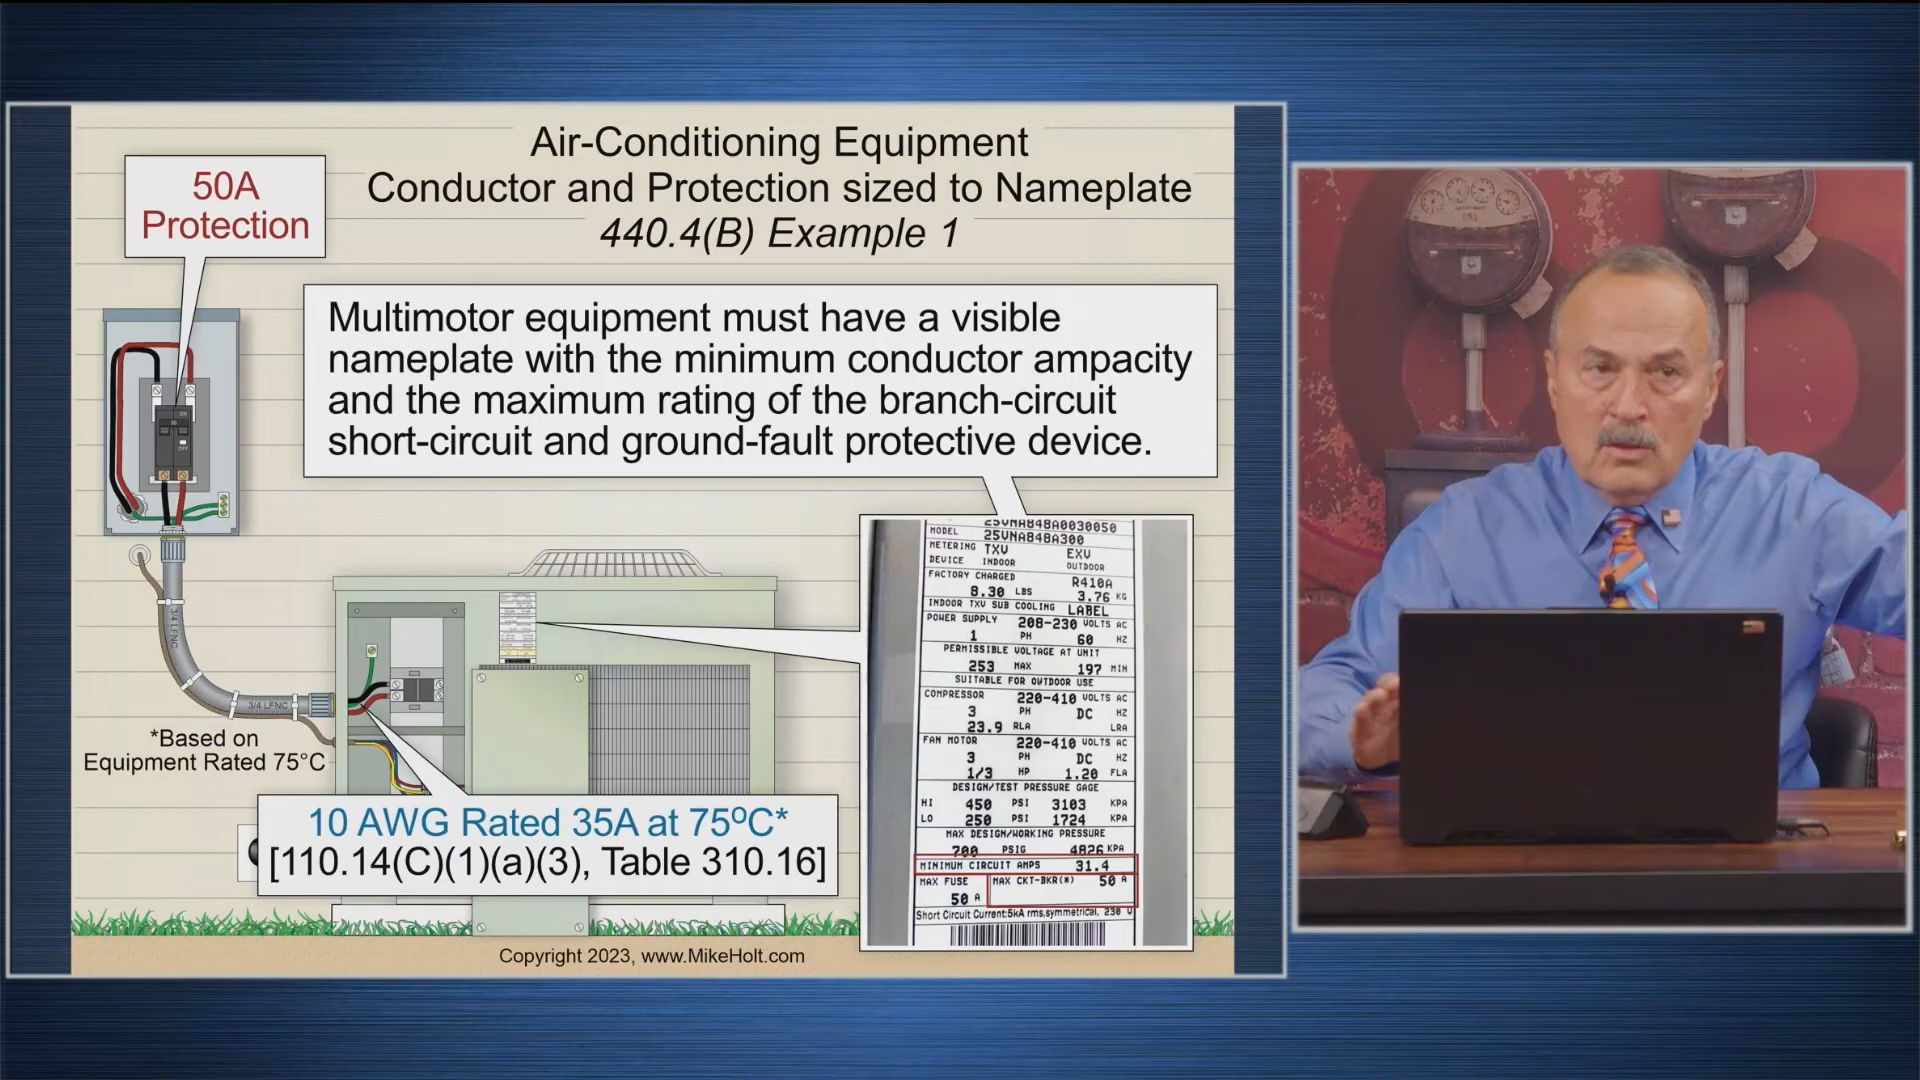 Air-Conditioning Equipment
Conductor and Protection sized to Nameplate
440.4(B) Example 1
50A
Protection
Multimotor equipment must have a visible
nameplate with the minimum conductor ampacity
and the maximum rating of the branch-circuit
short-circuit and ground-fault protective device.
25VNA848A0030050
MODEL 25VNA848A300
METERING TXV EXV
DEVICE INDOOR OUTDOOR
FACTORY CHARGED R410A
8.30 LBS 3.76 KG
INDOOR TXV SUB COOLING LABEL
POWER SUPPLY 208-230 VOLTS AC
1 PH 60 HZ
PERMISSIBLE VOLTAGE AT UNIT
253 MAX 197 MIN
SUITABLE FOR OUTDOOR USE
COMPRESSOR 220-410 VOLTS AC
3 PH DC HZ
23.9 RLA LRA
FAN MOTOR 220-410 VOLTS AC
3 PH DC HZ
1/3 HP 1.20 FLA
DESIGN/TEST PRESSURE GAGE
HI 450 PSI 3103 KPA
LO 250 PSI 1724 KPA
MAX DESIGN/WORKING PRESSURE
700 PSIG 4826 KPA
MINIMUM CIRCUIT AMPS 31.4
MAX FUSE MAX CKT-BKR(*) 50 A
50 A
Short Circuit Current:5kA rms,symmetrical, 230 V
3/4 LFNC
3/4 LFNC
*Based on
Equipment Rated 75°C
10 AWG Rated 35A at 75°C*
[110.14(C)(1)(a)(3), Table 310.16]
Copyright 2023, www.MikeHolt.com